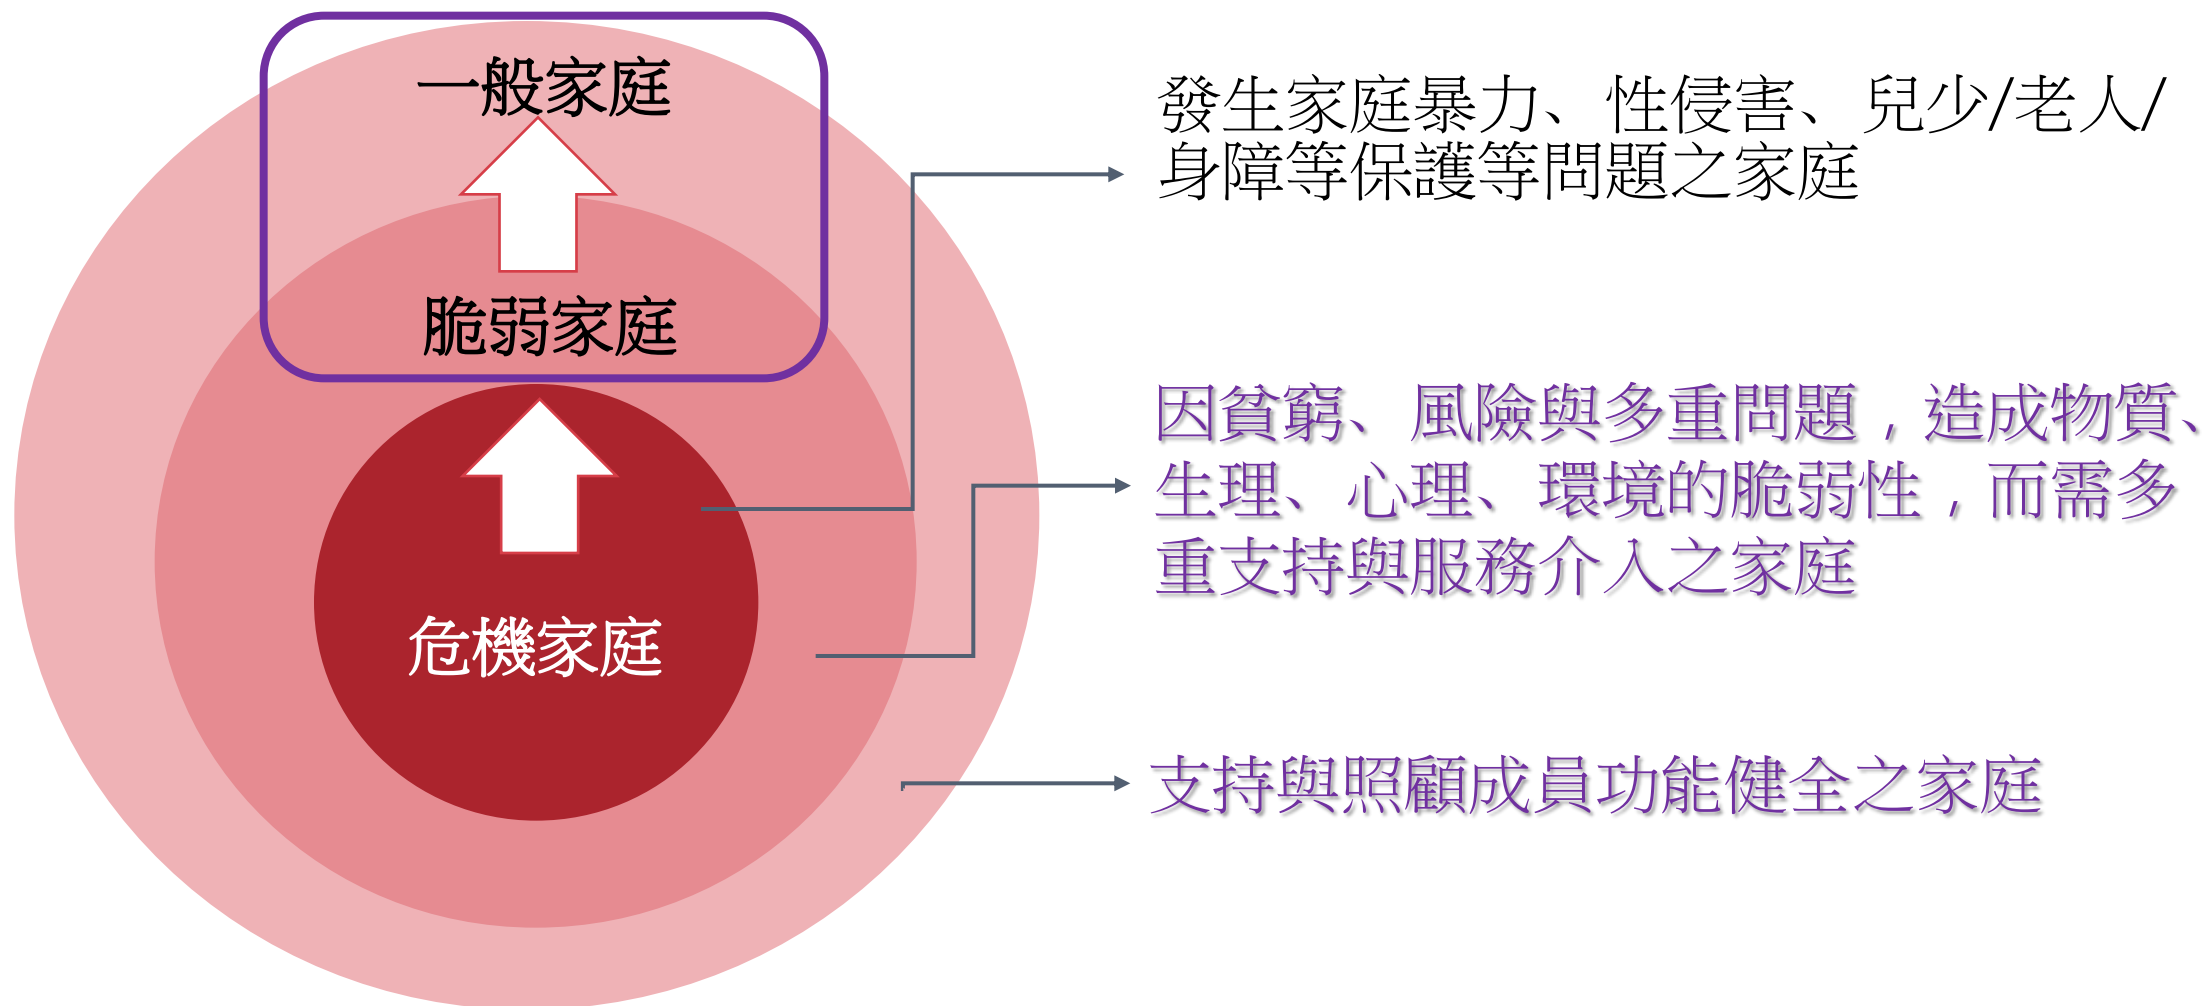 一般家庭
脆弱家庭
危機家庭
發生家庭暴力、性侵害、兒少/老人/
身障等保護等問題之家庭
因貧窮、風險與多重問題，造成物質、
生理、心理、環境的脆弱性，而需多
重支持與服務介入之家庭
支持與照顧成員功能健全之家庭